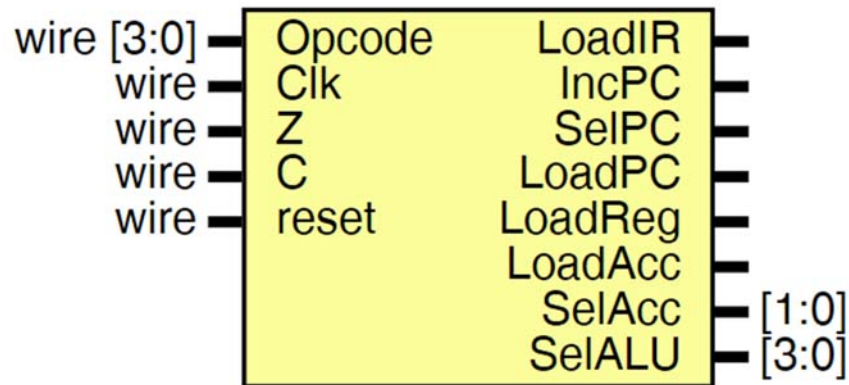 wire [3:0] Opcode LoadIR
wire Clk IncPC
wire Z SelPC
wire C LoadPC
wire reset LoadReg
LoadAcc
SelAcc [1:0]
SelALU [3:0]